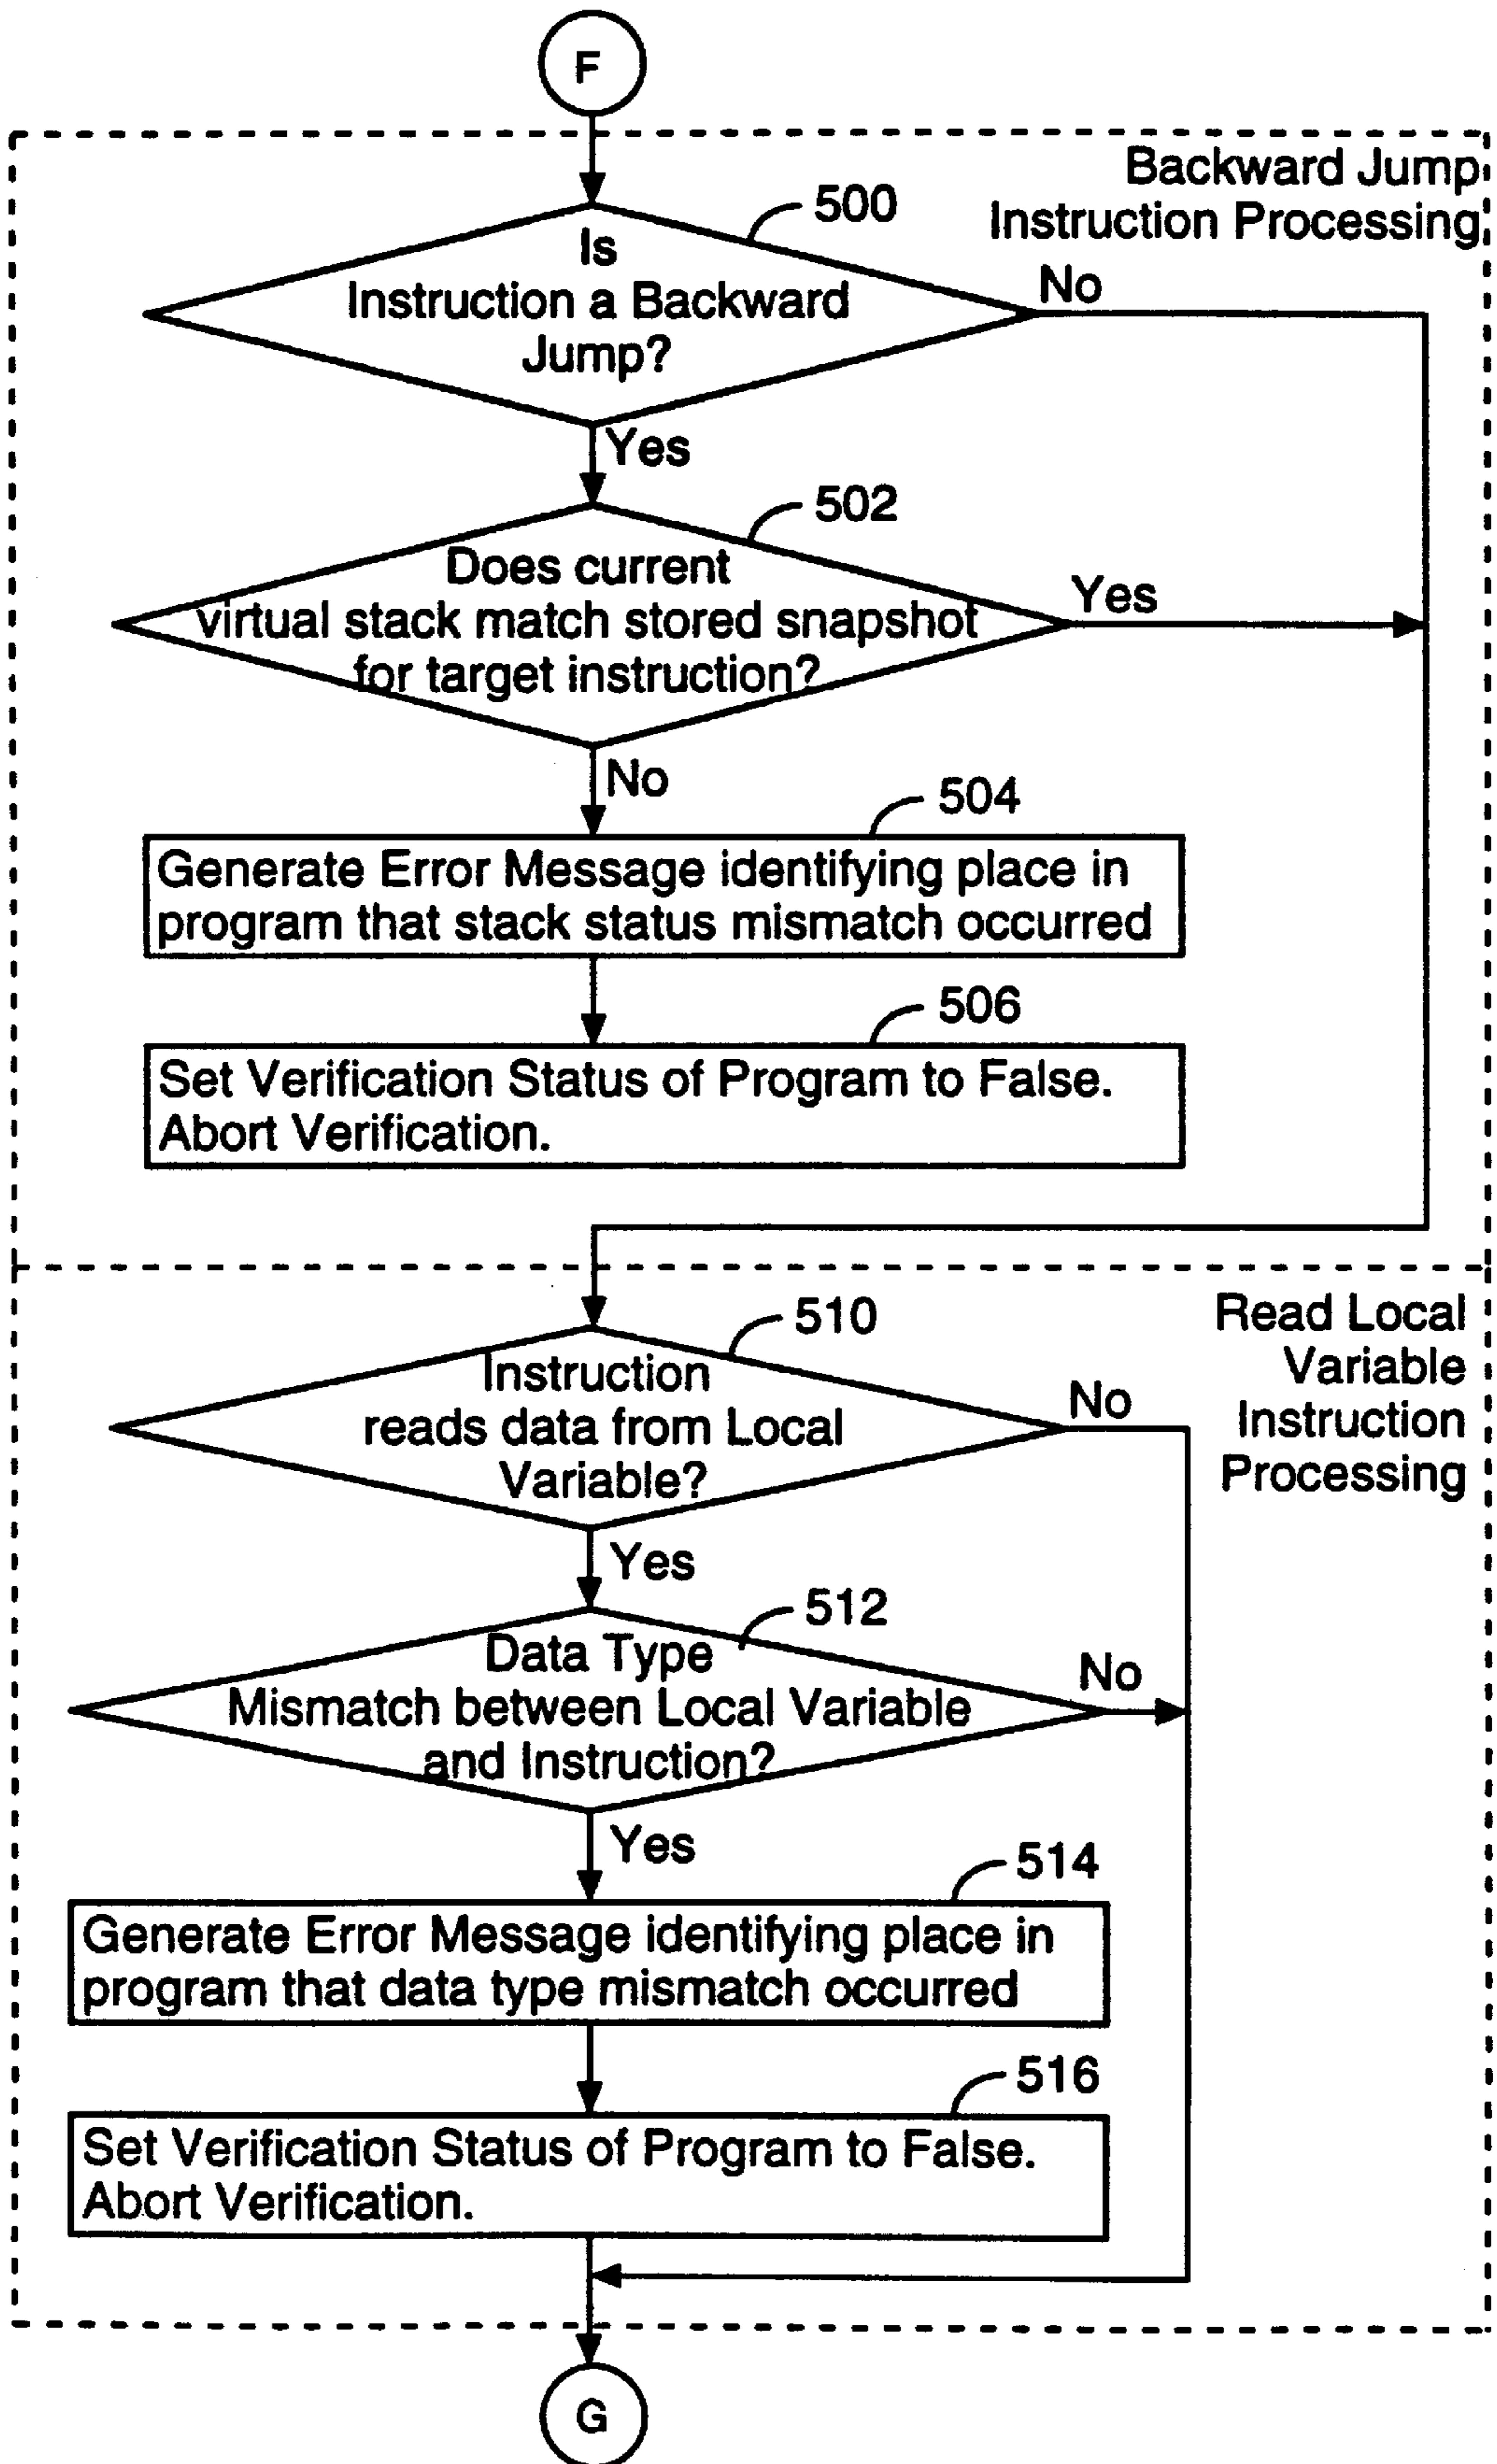 F
Backward Jump
Instruction Processing
500
Is
Instruction a Backward
Jump?
No
Yes
502
Does current
virtual stack match stored snapshot
for target instruction?
Yes
No
504
Generate Error Message identifying place in
program that stack status mismatch occurred
506
Set Verification Status of Program to False.
Abort Verification.
Read Local
Variable
Instruction
Processing
510
Instruction
reads data from Local
Variable?
No
Yes
512
Data Type
Mismatch between Local Variable
and Instruction?
No
Yes
514
Generate Error Message identifying place in
program that data type mismatch occurred
516
Set Verification Status of Program to False.
Abort Verification.
G